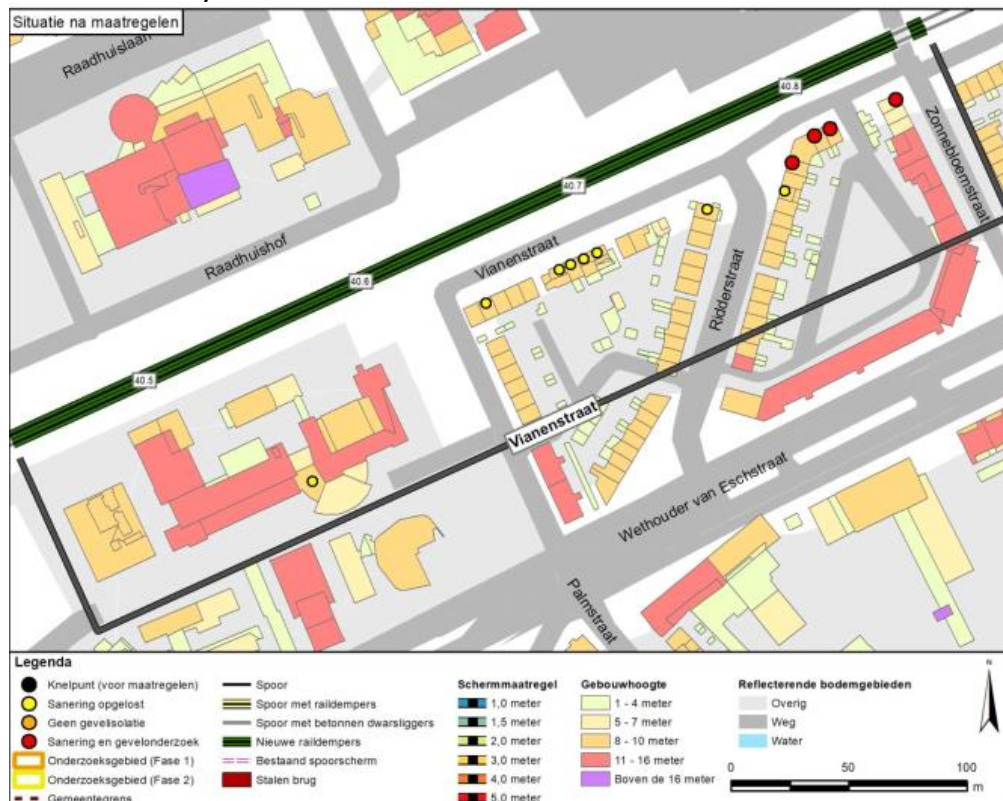 Situatie na maatregelen
Raadhuislaan
Raadhuishof
40.8
40.7
40.6
40.5
Zonnebloemstraat
Vianenstraat
Ridderstraat
Vianenstraat
Wethouder van Eschstraat
Palmstraat
Legenda
Knelpunt (voor maatregelen)
Sanering opgelost
Geen gevelisolatie
Sanering en gevelonderzoek
Onderzoeksgebied (Fase 1)
Onderzoeksgebied (Fase 2)
Gemeentegrens
Spoor
Spoor met raildempers
Spoor met betonnen dwarsliggers
Nieuwe raildempers
Bestaand spoorscherm
Stalen brug
Schermmaatregel
1,0 meter
1,5 meter
2,0 meter
3,0 meter
4,0 meter
5,0 meter
Gebouwhoogte
1 - 4 meter
5 - 7 meter
8 - 10 meter
11 - 16 meter
Boven de 16 meter
Reflecterende bodemgebieden
Overig
Weg
Water
N
0 50 100
m